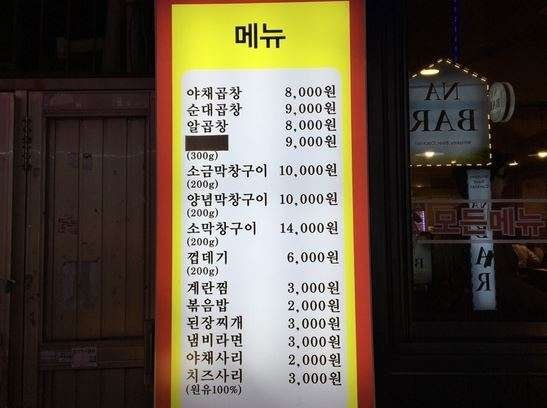 메뉴
야채곱창 8,000원
순대곱창 9,000원
알곱창 8,000원
9,000원
(300g)
소금막창구이 10,000원
(200g)
양념막창구이 10,000원
(200g)
소막창구이 14,000원
(200g)
껍데기 6,000원
(200g)
계란찜 3,000원
볶음밥 2,000원
된장찌개 3,000원
냄비라면 3,000원
야채사리 2,000원
치즈사리 3,000원
(원유100%)
NA
BAR
Whiskey Beer Cocktail
모든메뉴